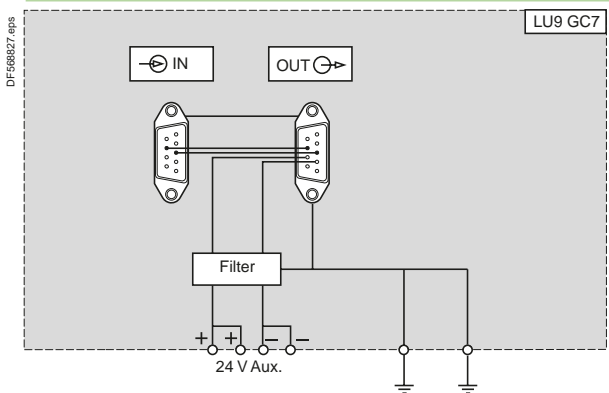 DF568827.eps
LU9 GC7
IN
OUT
Filter
+ + – –
24 V Aux.